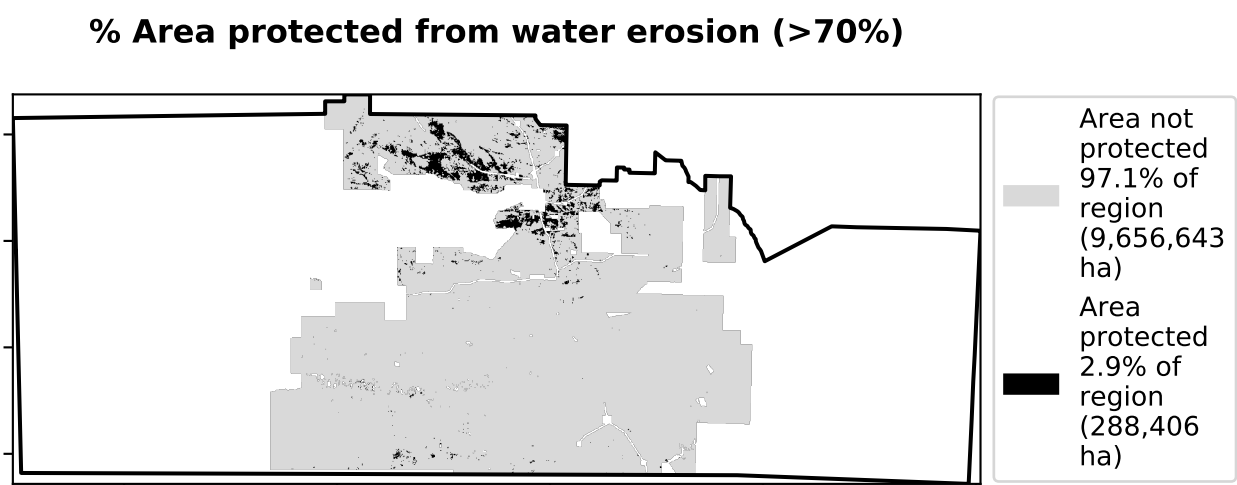 % Area protected from water erosion (>70%)
Area not
protected
97.1% of
region
(9,656,643
ha)
Area
protected
2.9% of
region
(288,406
ha)